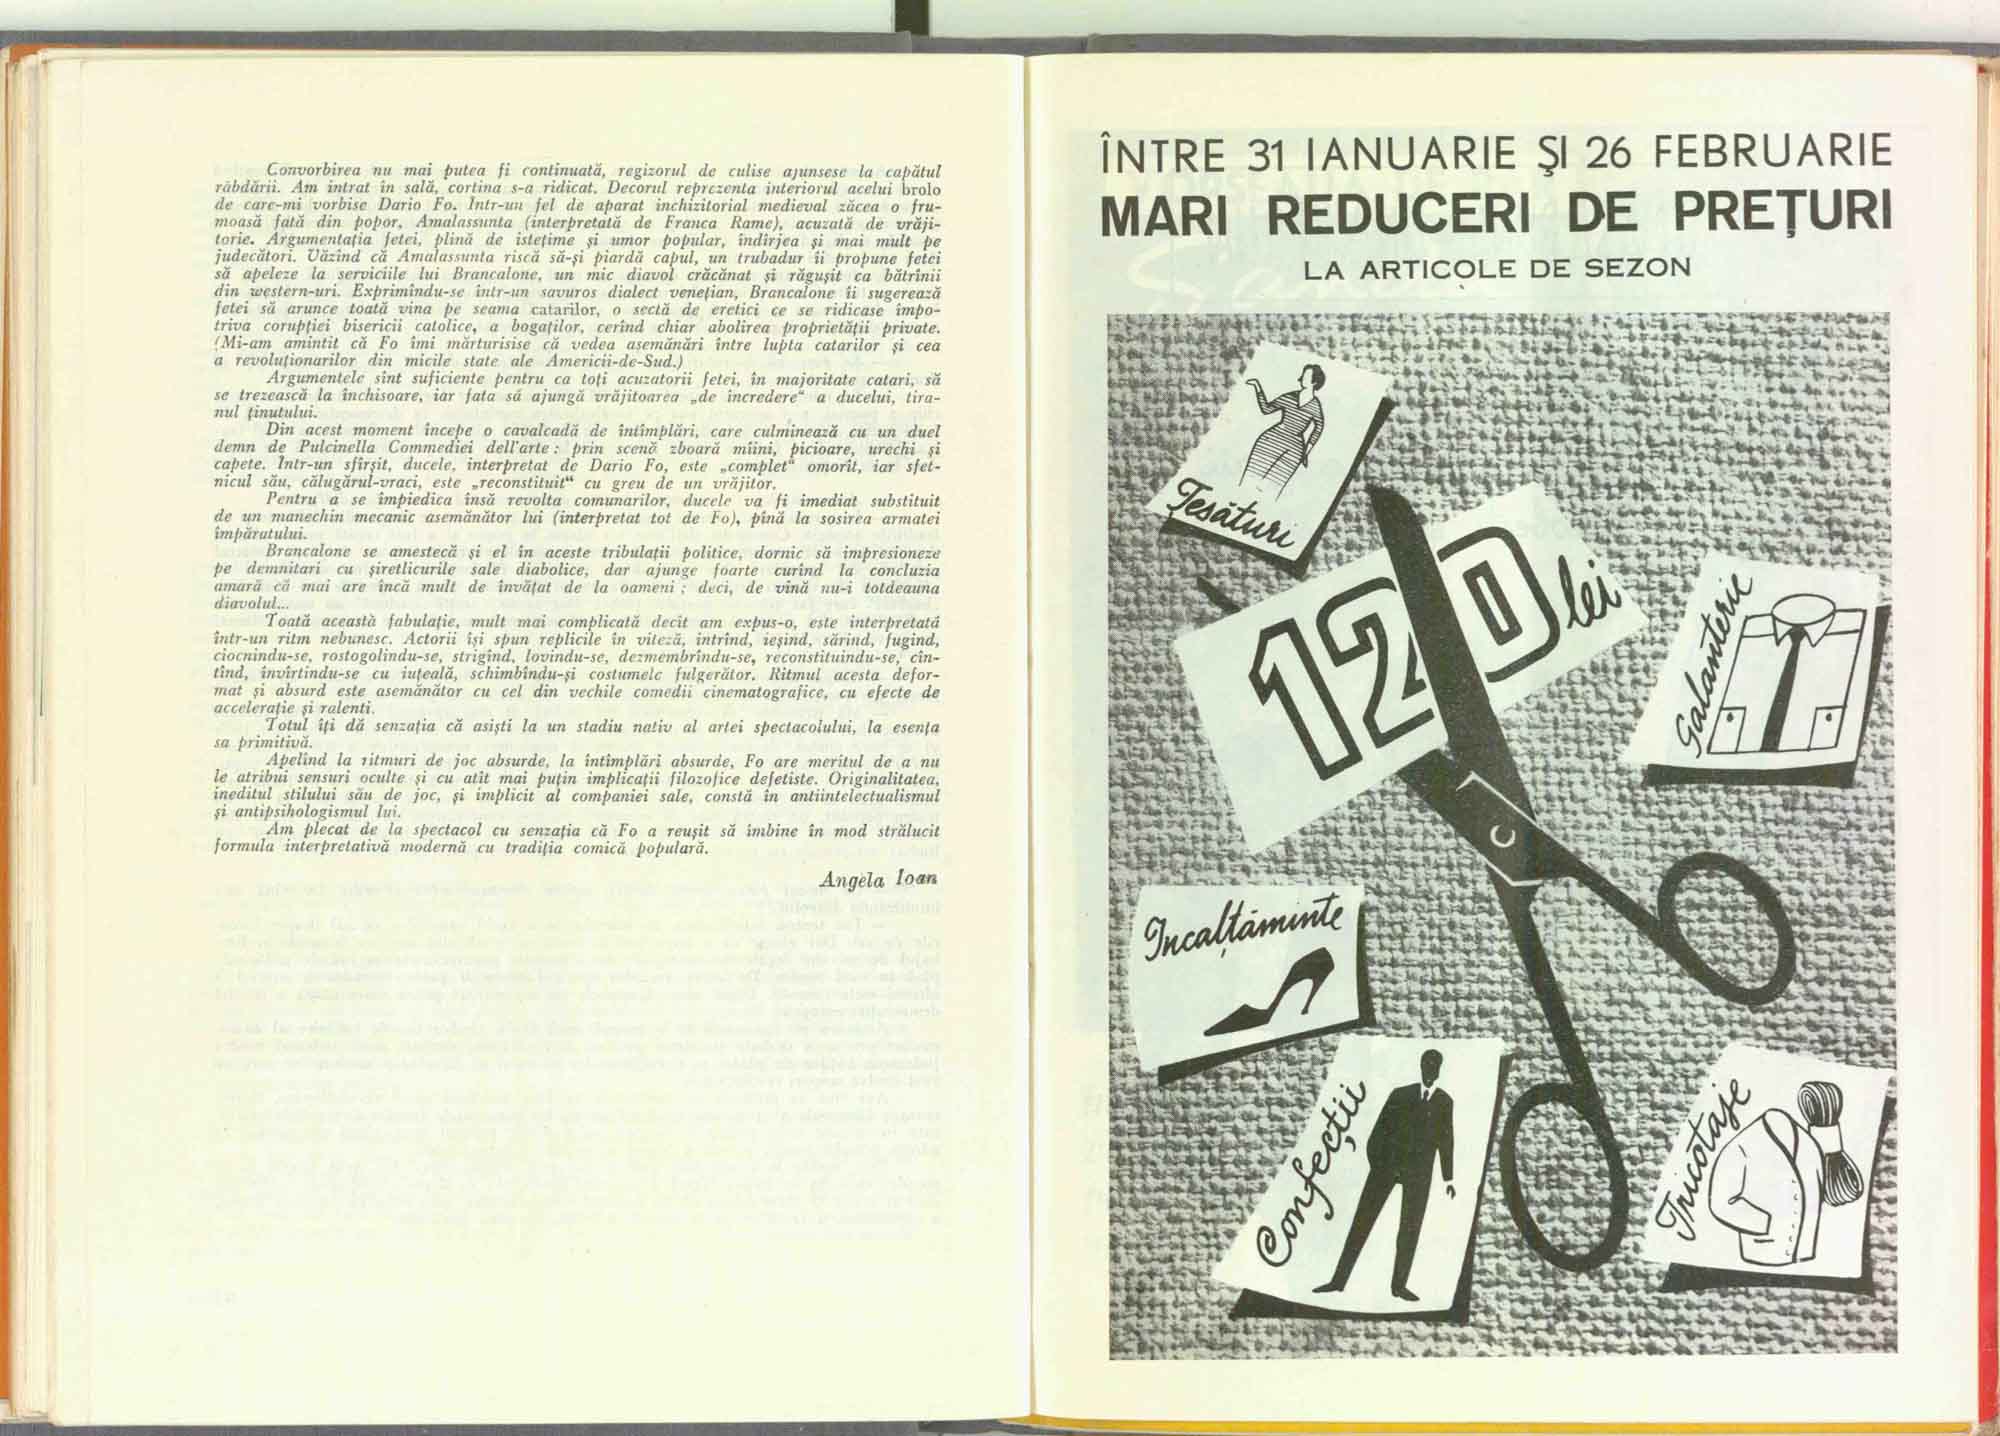 Convorbirea nu mai putea fi continuată, regizorul de culise ajunsese la capătul
răbdării. Am intrat în sală, cortina s-a ridicat. Decorul reprezenta interiorul acelui brolo
de care-mi vorbise Dario Fo. Într-un fel de aparat inchizitorial medieval zăcea o fru-
moasă fată din popor, Amalassunta (interpretată de Franca Rame), acuzată de vrăji-
torie. Argumentația fetei, plină de istețime și umor popular, îndîrjea și mai mult pe
judecători. Văzînd că Amalassunta riscă să-și piardă capul, un trubadur îi propune fetei
să apeleze la serviciile lui Brancalone, un mic diavol crăcănat și răgușit ca bătrînii
din western-uri. Exprimîndu-se într-un savuros dialect venețian, Brancalone îi sugerează
fetei să arunce toată vina pe seama catarilor, o sectă de eretici ce se ridicase împo-
triva corupției bisericii catolice, a bogaților, cerînd chiar abolirea proprietății private.
(Mi-am amintit că Fo îmi mărturisise că vedea asemănări între lupta catarilor și cea
a revoluționarilor din micile state ale Americii-de-Sud.)
Argumentele sînt suficiente pentru ca toți acuzatorii fetei, în majoritate catari, să
se trezească la închisoare, iar fata să ajungă vrăjitoarea „de încredere" a ducelui, tira-
nul ținutului.
Din acest moment începe o cavalcadă de întîmplări, care culminează cu un duel
demn de Pulcinella Commediei dell'arte : prin scenă zboară mîini, picioare, urechi și
capete. Într-un sfîrșit, ducele, interpretat de Dario Fo, este „complet" omorît, iar sfet-
nicul său, călugărul-vraci, este „reconstituit" cu greu de un vrăjitor.
Pentru a se împiedica însă revolta comunarilor, ducele va fi imediat substituit
de un manechin mecanic asemănător lui (interpretat tot de Fo), pînă la sosirea armatei
împăratului.
Brancalone se amestecă și el în aceste tribulații politice, dornic să impresioneze
pe demnitari cu șiretlicurile sale diabolice, dar ajunge foarte curînd la concluzia
amară că mai are încă mult de învățat de la oameni ; deci, de vină nu-i totdeauna
diavolul...
Toată această fabulație, mult mai complicată decît am expus-o, este interpretată
într-un ritm nebunesc. Actorii își spun replicile în viteză, intrînd, ieșind, sărind, fugind,
ciocnindu-se, rostogolindu-se, strigînd, lovindu-se, dezmembrîndu-se, reconstituindu-se, cîn-
tînd, învîrtindu-se cu iuțeală, schimbîndu-și costumele fulgerător. Ritmul acesta defor-
mat și absurd este asemănător cu cel din vechile comedii cinematografice, cu efecte de
accelerație și ralenti.
Totul îți dă senzația că asiști la un stadiu nativ al artei spectacolului, la esența
sa primitivă.
Apelînd la ritmuri de joc absurde, la întîmplări absurde, Fo are meritul de a nu
le atribui sensuri oculte și cu atît mai puțin implicații filozofice defetiste. Originalitatea,
ineditul stilului său de joc, și implicit al companiei sale, constă în antiintelectualismul
și antipsihologismul lui.
Am plecat de la spectacol cu senzația că Fo a reușit să îmbine în mod strălucit
formula interpretativă modernă cu tradiția comică populară.
Angela Ioan
ÎNTRE 31 IANUARIE ȘI 26 FEBRUARIE
MARI REDUCERI DE PREȚURI
LA ARTICOLE DE SEZON
Țesături
120 lei
Galanterie
Incalțăminte
Confecții
Tricotaje